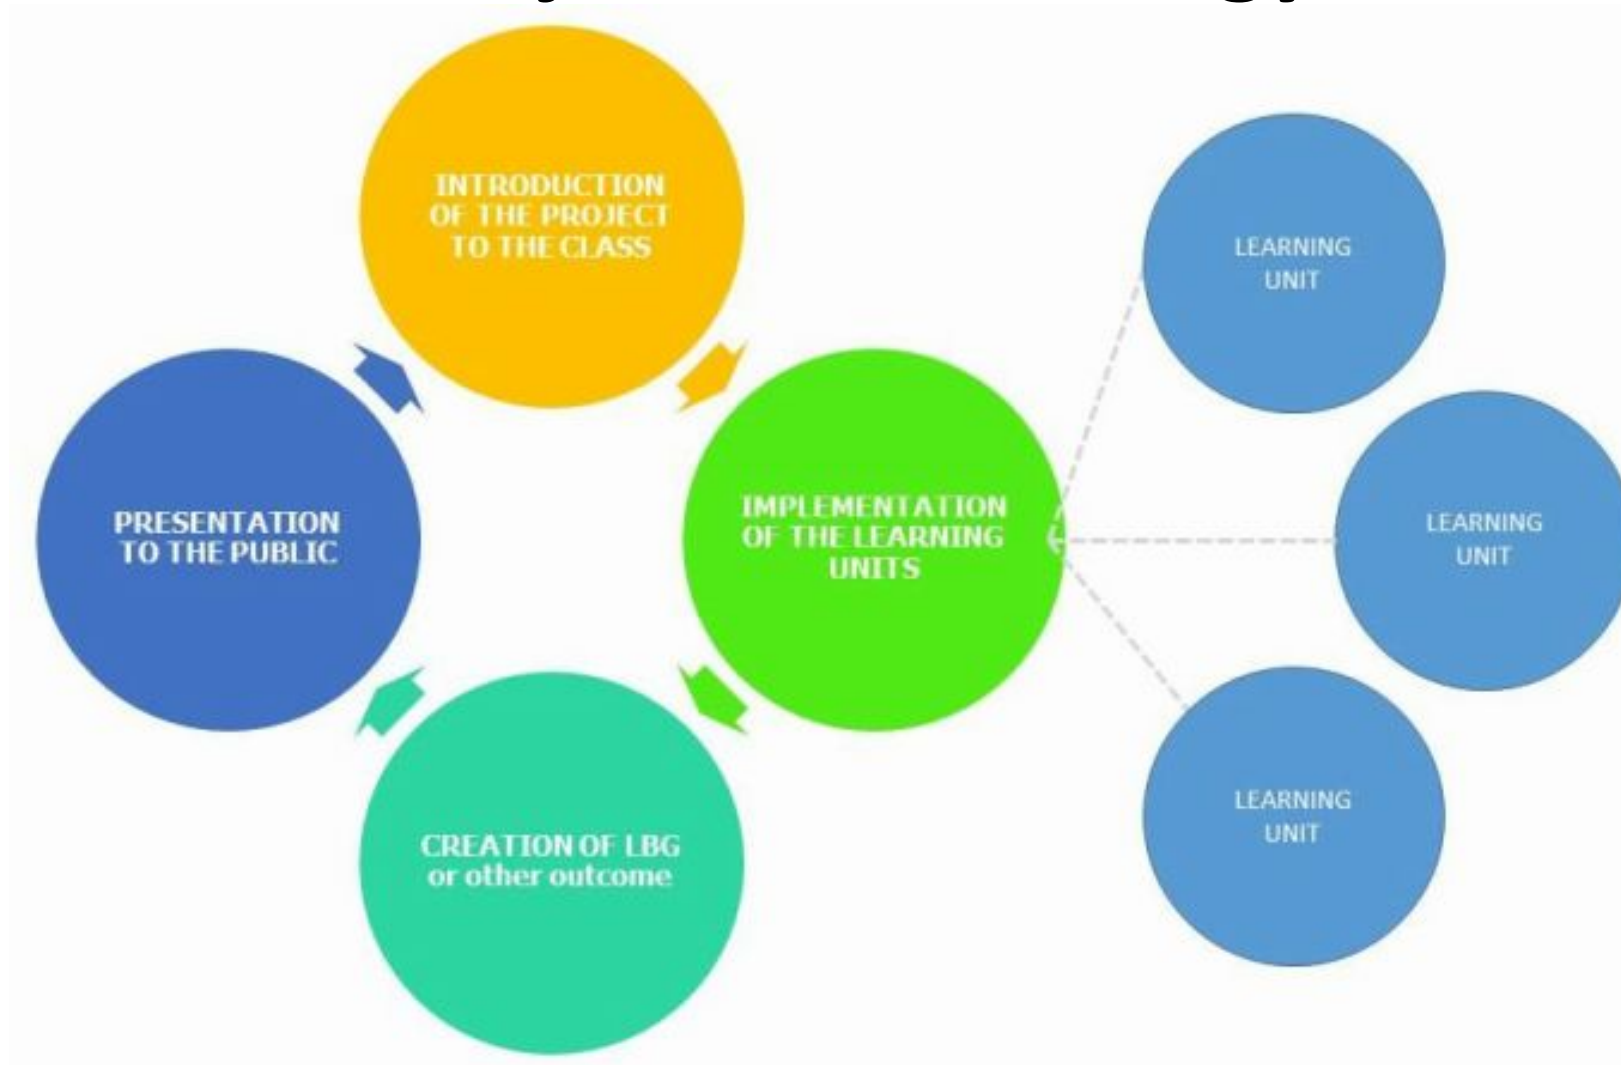 INTRODUCTION
OF THE PROJECT
TO THE CLASS
LEARNING
UNIT
PRESENTATION
TO THE PUBLIC
IMPLEMENTATION
OF THE LEARNING
UNITS
LEARNING
UNIT
CREATION OF LBG
or other outcome
LEARNING
UNIT